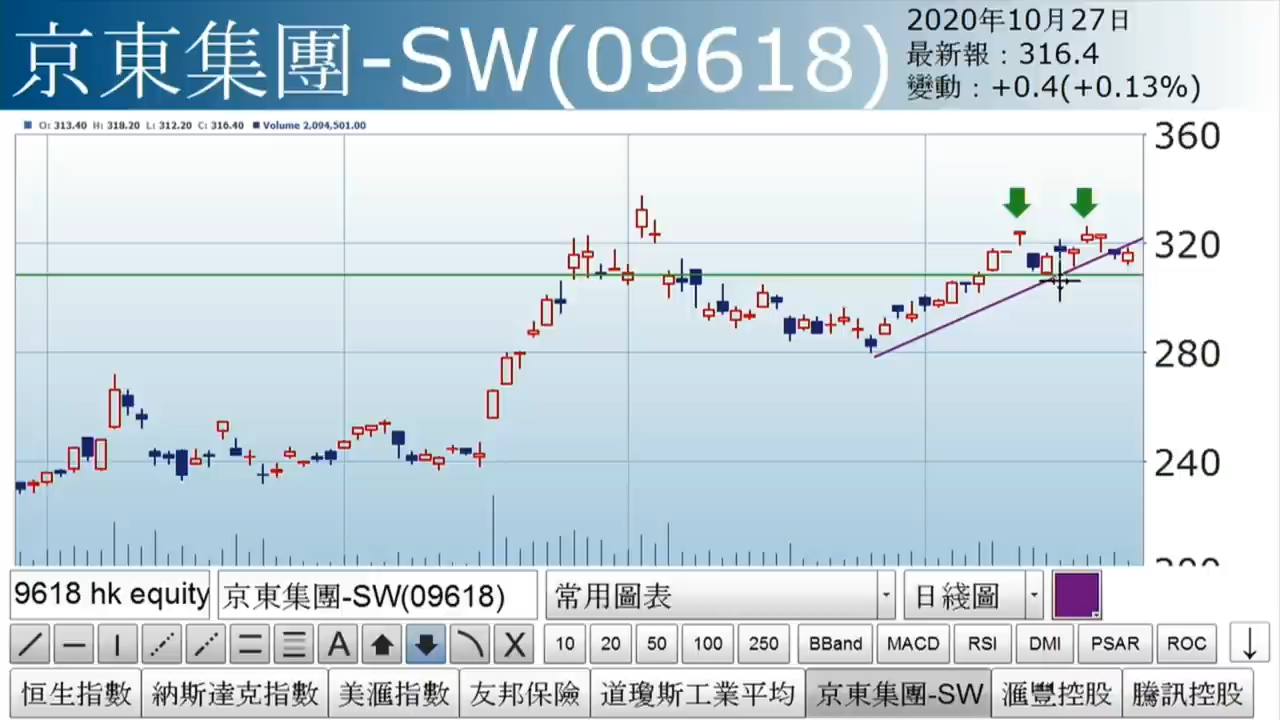 京東集團-SW(09618)
2020年10月27日
最新報：316.4
變動：+0.4(+0.13%)
O: 313.40 H: 318.20 L: 312.20 C: 316.40 Volume 2,094,501.00
360
320
280
240
200
9618 hk equity 京東集團-SW(09618) 常用圖表 日綫圖
A X 10 20 50 100 250 BBand MACD RSI DMI PSAR ROC
恒生指數 納斯達克指數 美滙指數 友邦保險 道瓊斯工業平均 京東集團-SW 滙豐控股 騰訊控股